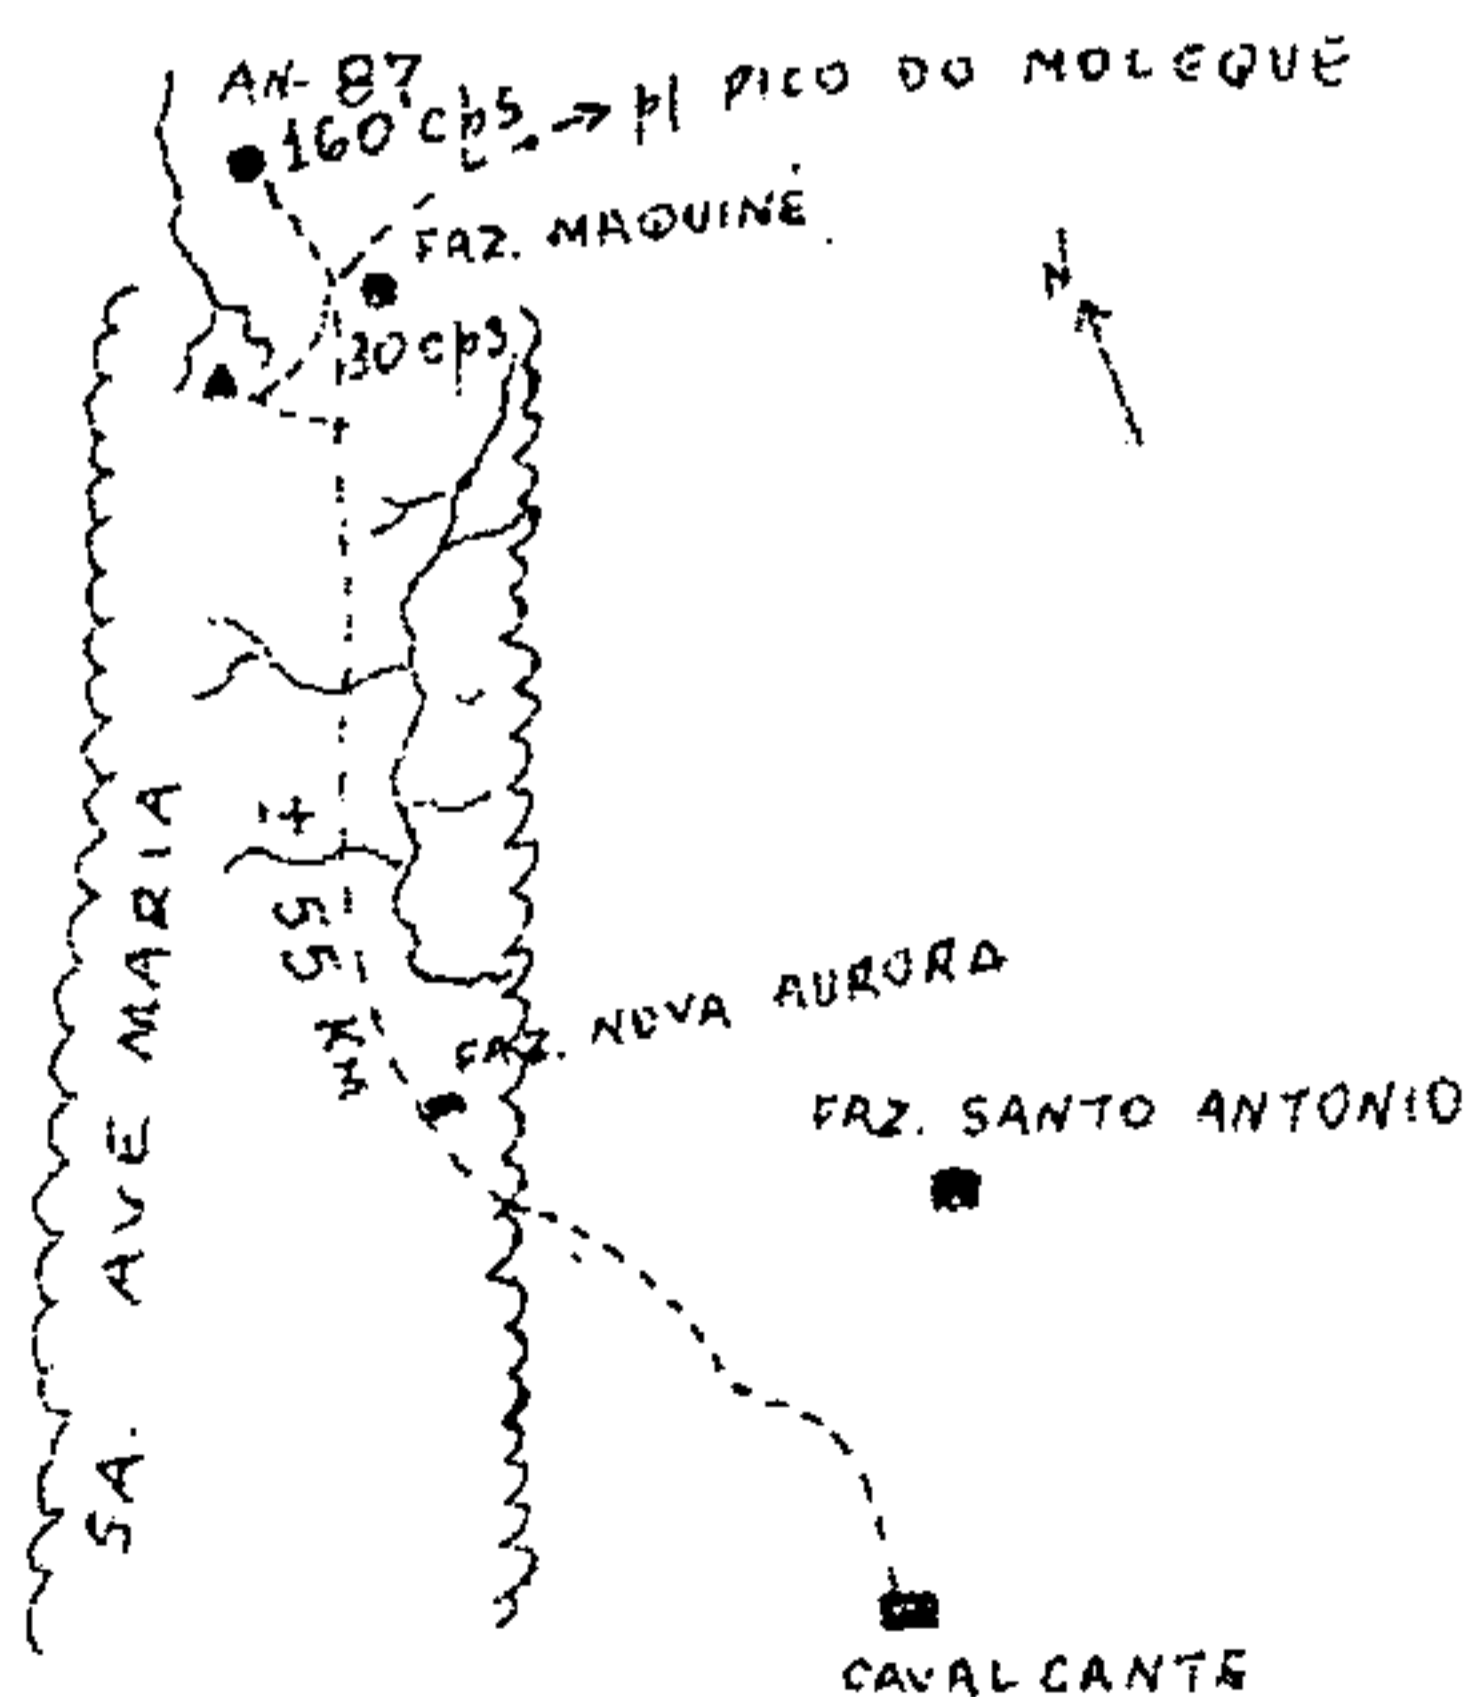 AN-87
160 cps
p/ PICO DO MOLEQUE
FAZ. MAQUINÉ
N
30 cps
± 55 KM
SA. AVE MARIA
FAZ. NOVA AURORA
FAZ. SANTO ANTONIO
CAVALCANTE